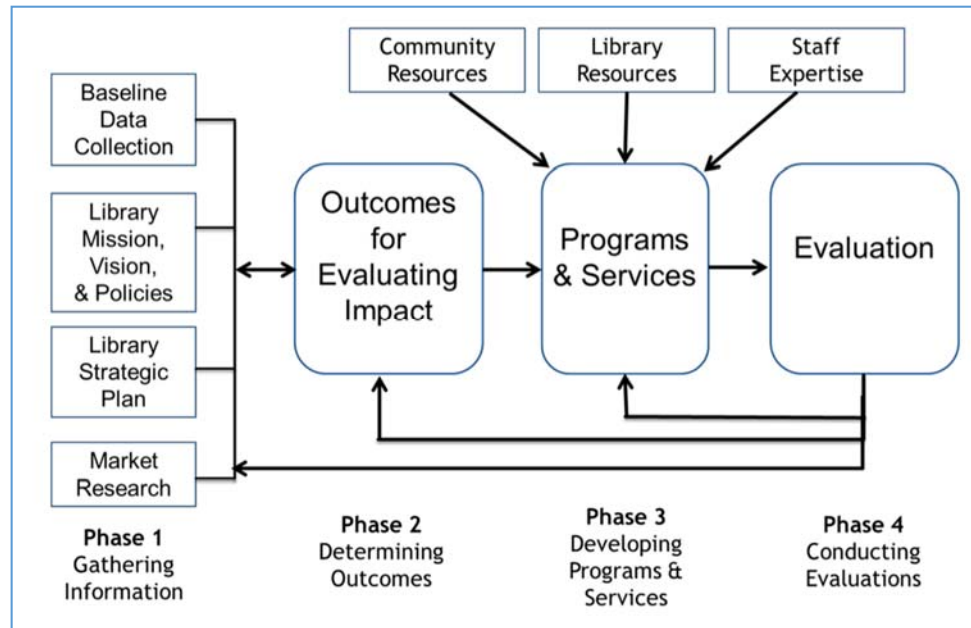 Community
Resources
Library
Resources
Staff
Expertise
Baseline
Data
Collection
Library
Mission,
Vision,
& Policies
Library
Strategic
Plan
Market
Research
Outcomes
for
Evaluating
Impact
Programs
& Services
Evaluation
Phase 1
Gathering
Information
Phase 2
Determining
Outcomes
Phase 3
Developing
Programs &
Services
Phase 4
Conducting
Evaluations